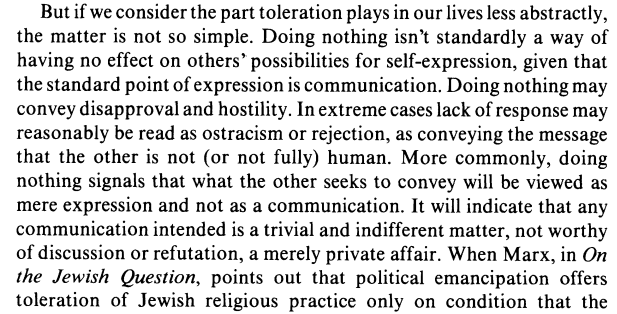 But if we consider the part toleration plays in our lives less abstractly,
the matter is not so simple. Doing nothing isn't standardly a way of
having no effect on others' possibilities for self-expression, given that
the standard point of expression is communication. Doing nothing may
convey disapproval and hostility. In extreme cases lack of response may
reasonably be read as ostracism or rejection, as conveying the message
that the other is not (or not fully) human. More commonly, doing
nothing signals that what the other seeks to convey will be viewed as
mere expression and not as a communication. It will indicate that any
communication intended is a trivial and indifferent matter, not worthy
of discussion or refutation, a merely private affair. When Marx, in On
the Jewish Question, points out that political emancipation offers
toleration of Jewish religious practice only on condition that the